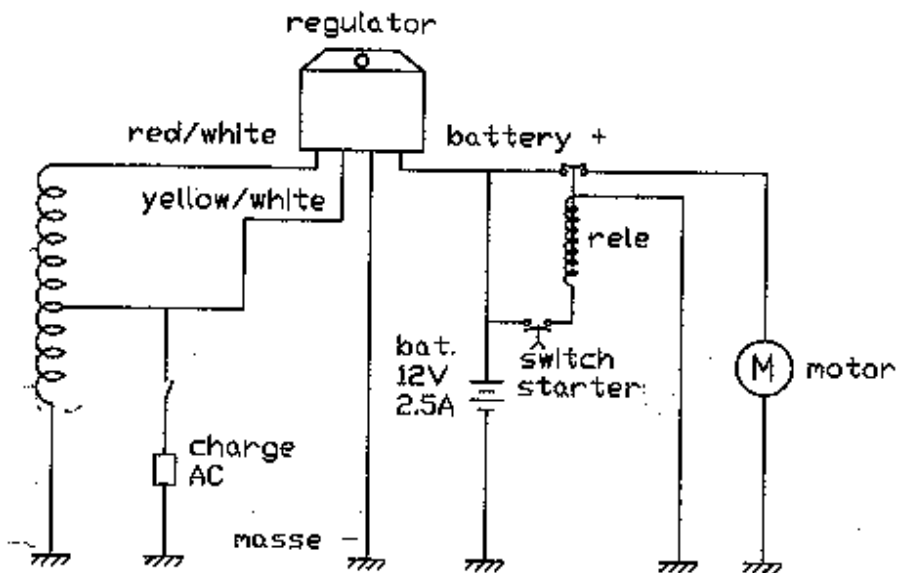 regulator
red/white
battery +
yellow/white
rele
bat.
12V
2.5A
switch
starter
M
motor
charge
AC
masse -